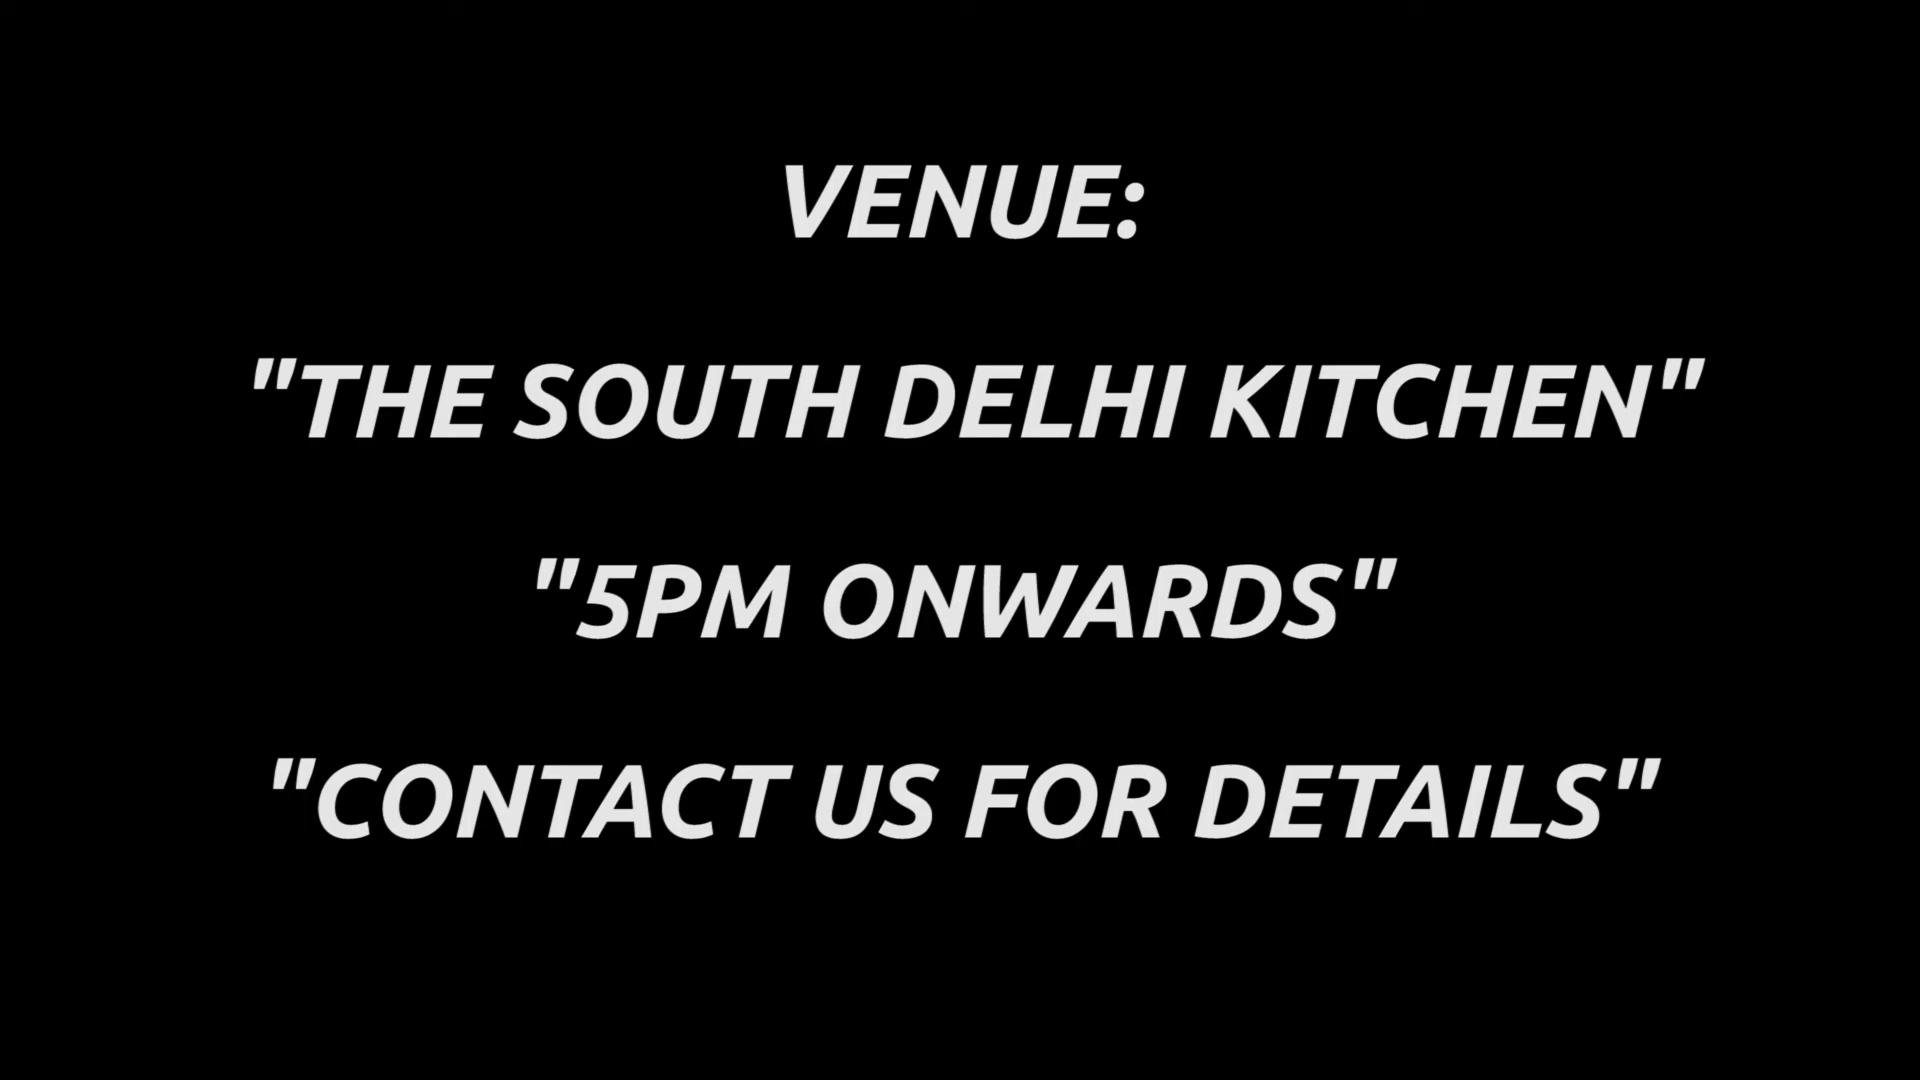 VENUE:
"THE SOUTH DELHI KITCHEN"
"5PM ONWARDS"
"CONTACT US FOR DETAILS"